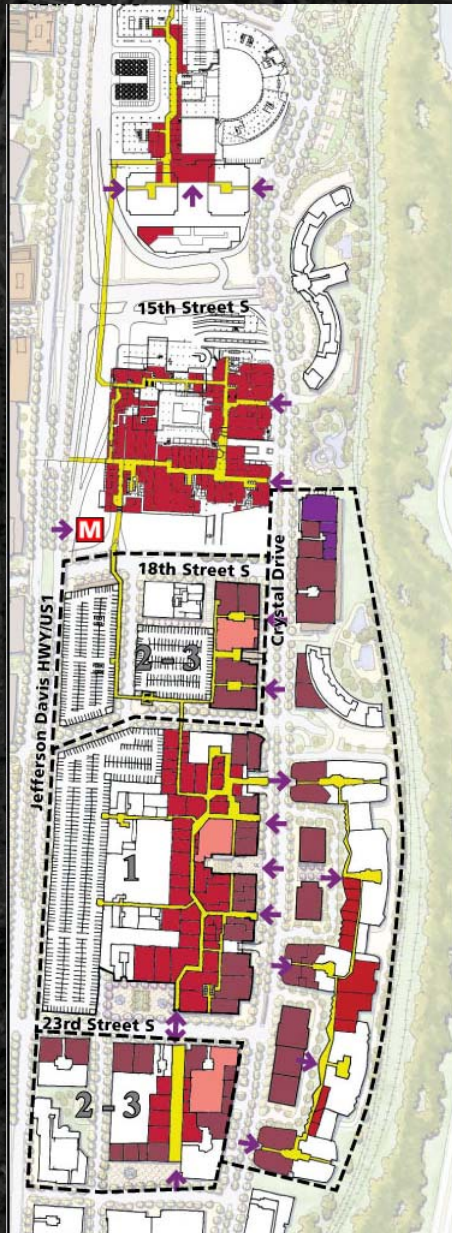 15th Street S
M
18th Street S
Crystal Drive
Jefferson Davis HWY/US1
2 - 3
1
23rd Street S
2 - 3